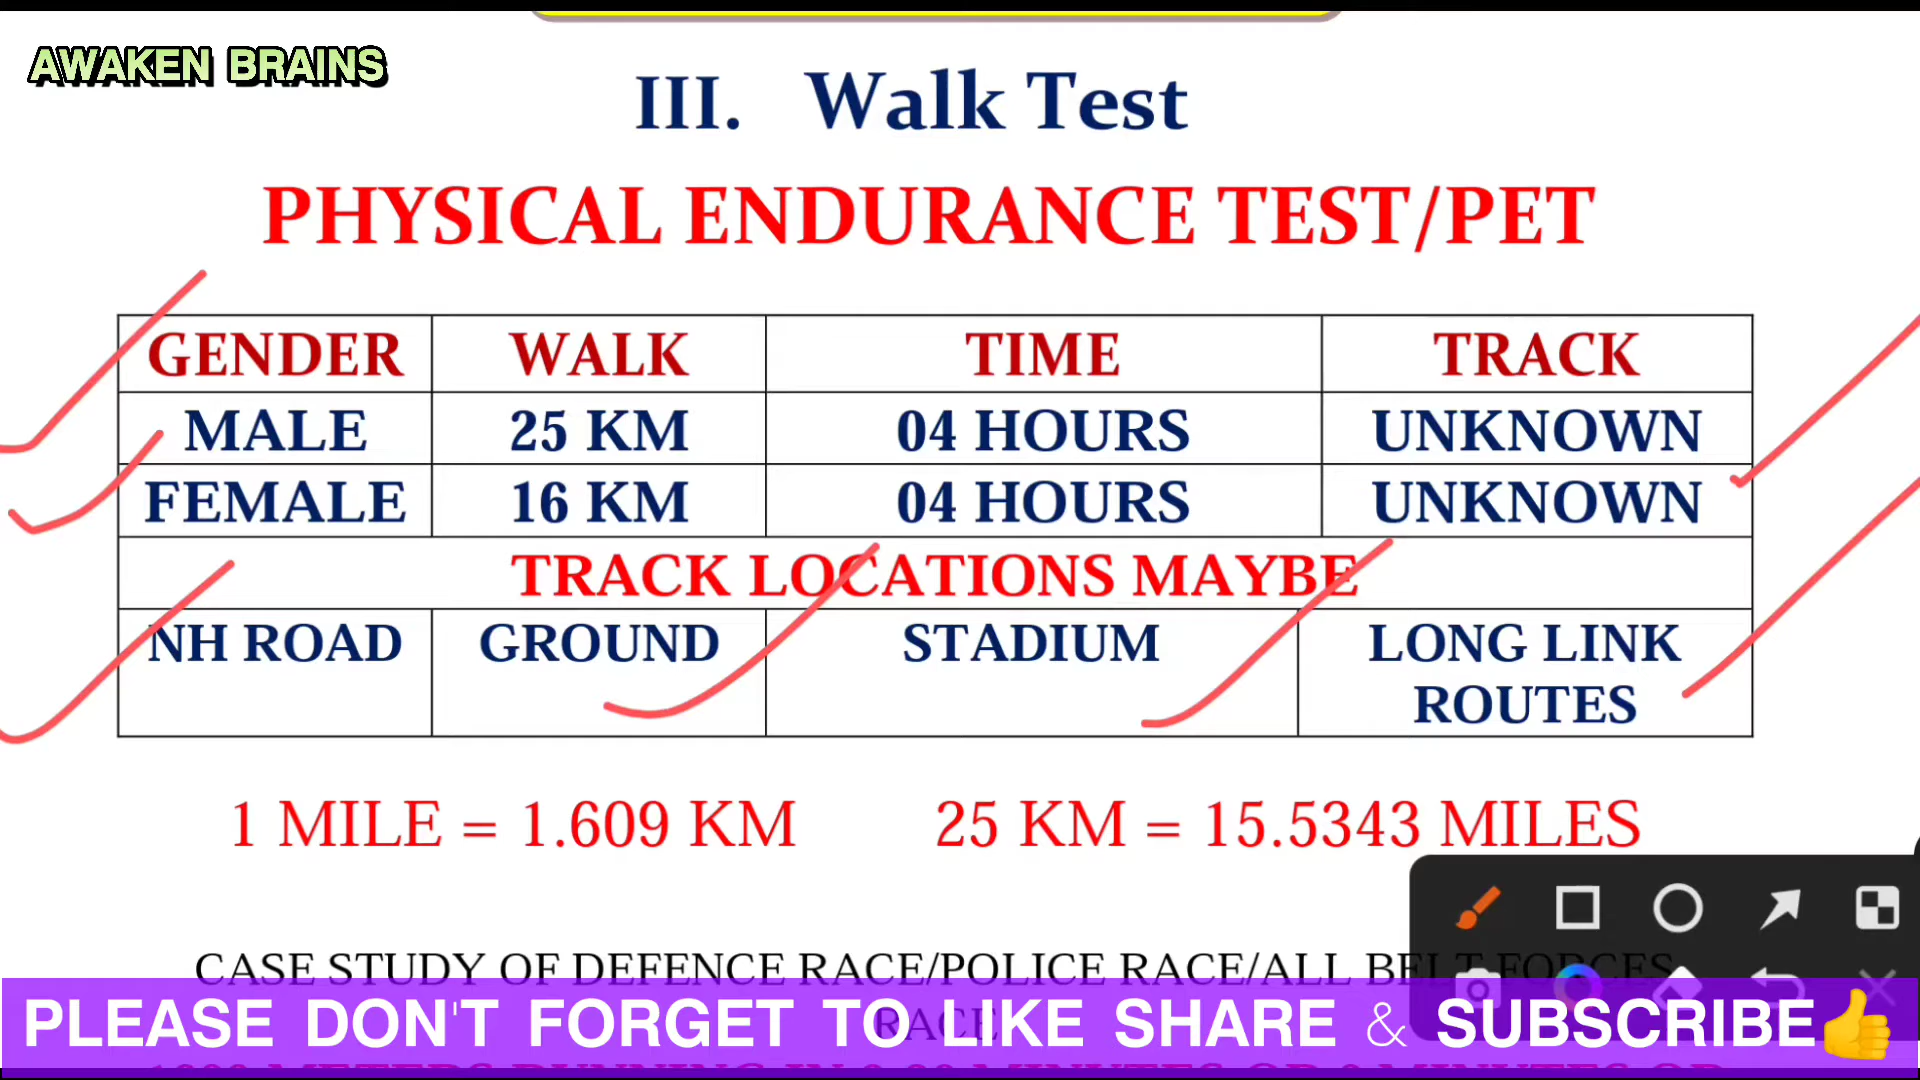 AWAKEN BRAINS
III. Walk Test
PHYSICAL ENDURANCE TEST/PET
GENDER WALK TIME TRACK
MALE 25 KM 04 HOURS UNKNOWN
FEMALE 16 KM 04 HOURS UNKNOWN
TRACK LOCATIONS MAYBE
NH ROAD GROUND STADIUM LONG LINK ROUTES
1 MILE = 1.609 KM 25 KM = 15.5343 MILES
CASE STUDY OF DEFENCE RACE/POLICE RACE/ALL BELT FORCES
RACE
PLEASE DON'T FORGET TO LIKE SHARE & SUBSCRIBE